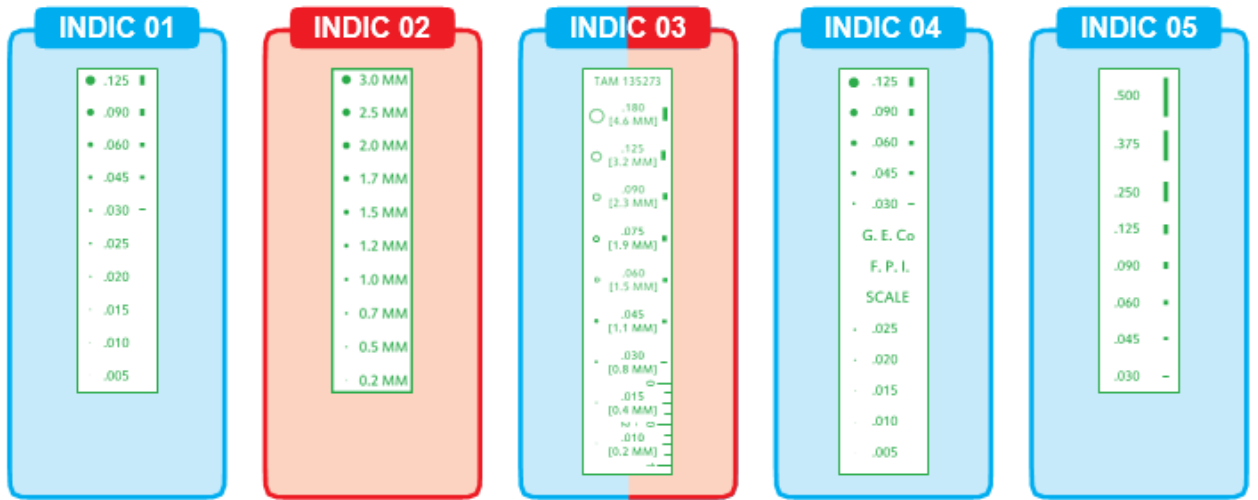 INDIC 01
.125
.090
.060
.045
.030
.025
.020
.015
.010
.005
INDIC 02
3.0 MM
2.5 MM
2.0 MM
1.7 MM
1.5 MM
1.2 MM
1.0 MM
0.7 MM
0.5 MM
0.2 MM
INDIC 03
TAM 135273
.180
[4.6 MM]
.125
[3.2 MM]
.090
[2.3 MM]
.075
[1.9 MM]
.060
[1.5 MM]
.045
[1.1 MM]
.030
[0.8 MM]
0
.015
[0.4 MM]
.010
[0.2 MM]
1
INDIC 04
.125
.090
.060
.045
.030
G. E. Co
F. P. I.
SCALE
.025
.020
.015
.010
.005
INDIC 05
.500
.375
.250
.125
.090
.060
.045
.030